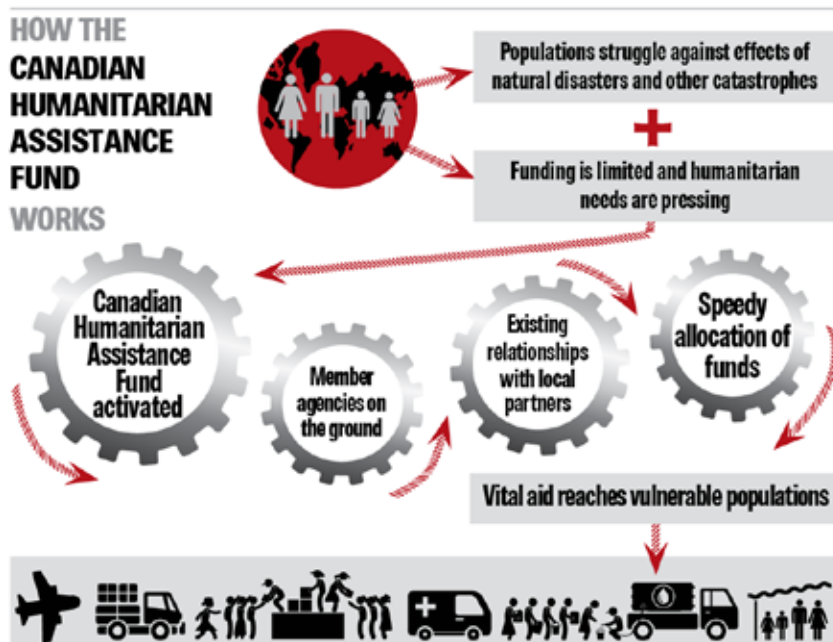 HOW THE
CANADIAN
HUMANITARIAN
ASSISTANCE
FUND
WORKS
Populations struggle against effects of
natural disasters and other catastrophes
+
Funding is limited and humanitarian
needs are pressing
Canadian
Humanitarian
Assistance
Fund
activated
Member
agencies on
the ground
Existing
relationships
with local
partners
Speedy
allocation of
funds
Vital aid reaches vulnerable populations